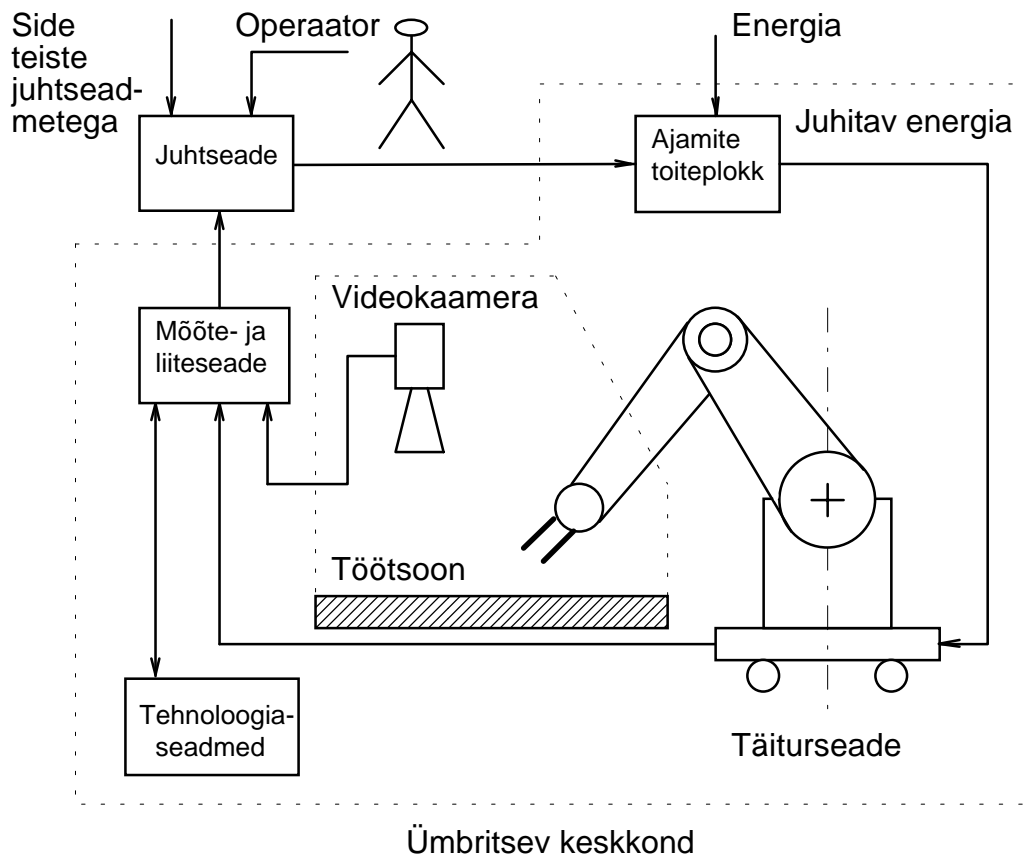 Side
teiste
juhtsead-
metega
Operaator
Energia
Juhitav energia
Juhtseade
Ajamite
toiteplokk
Videokaamera
Mõõte- ja
liiteseade
Töötsoon
Tehnoloogia-
seadmed
Täiturseade
Ümbritsev keskkond